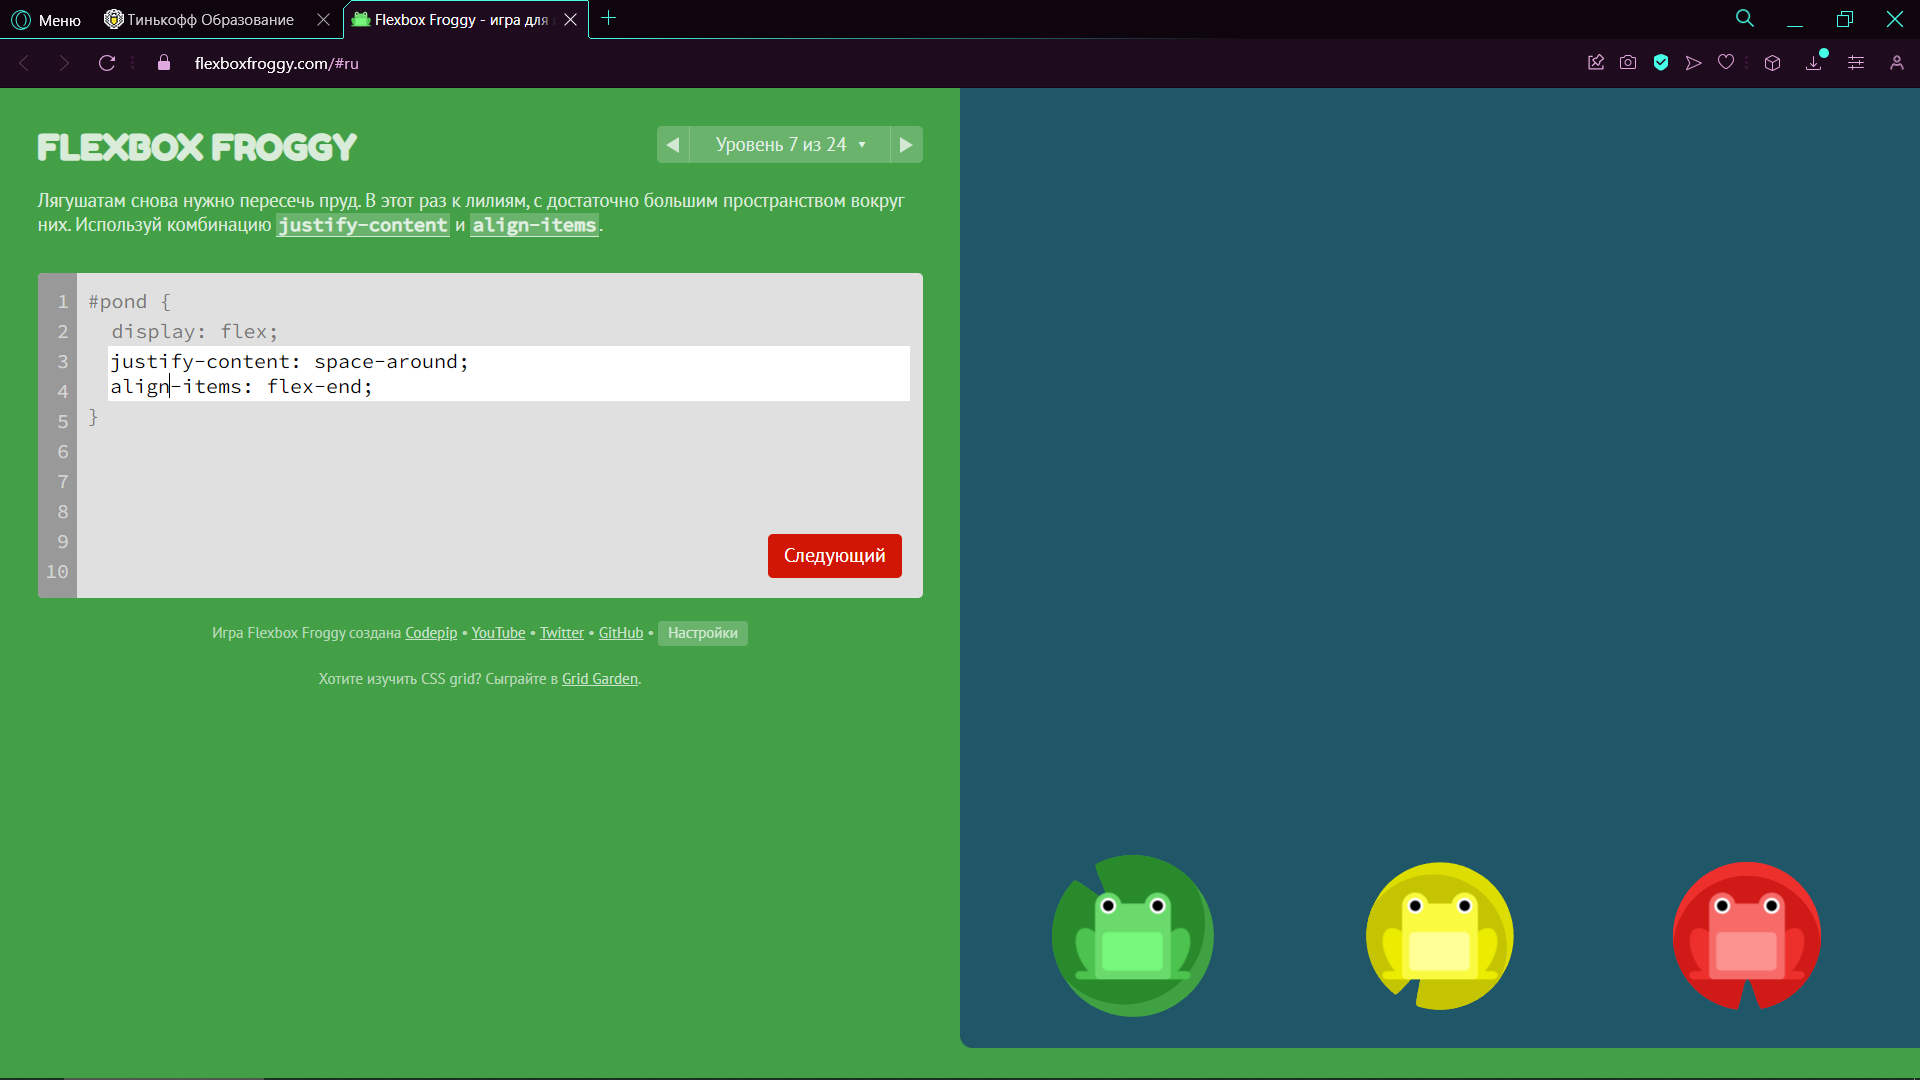 Меню
Тинькофф Образование
Flexbox Froggy - игра для
flexboxfroggy.com/#ru
FLEXBOX FROGGY
Уровень 7 из 24
Лягушатам снова нужно пересечь пруд. В этот раз к лилиям, с достаточно большим пространством вокруг
них. Используй комбинацию justify-content и align-items.
1 #pond {
2 display: flex;
3 justify-content: space-around;
4 align-items: flex-end;
5 }
6
7
8
9
10
Следующий
Игра Flexbox Froggy создана Codepip • YouTube • Twitter • GitHub • Настройки
Хотите изучить CSS grid? Сыграйте в Grid Garden.